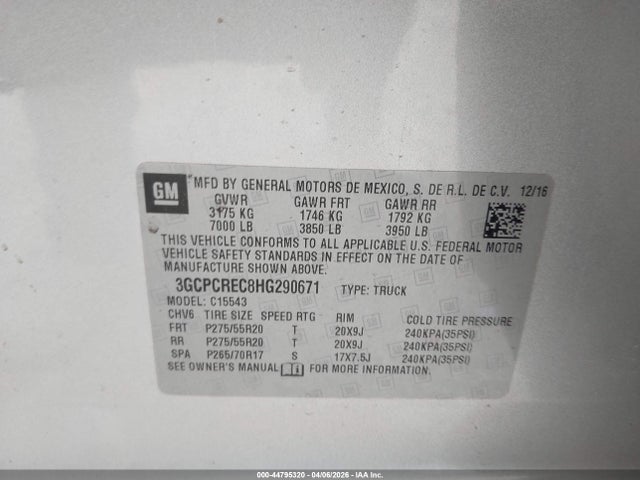 GM
MFD BY GENERAL MOTORS DE MEXICO, S. DE R.L. DE C.V. 12/16
GVWR GAWR FRT GAWR RR
3175 KG 1746 KG 1792 KG
7000 LB 3850 LB 3950 LB
THIS VEHICLE CONFORMS TO ALL APPLICABLE U.S. FEDERAL MOTOR
VEHICLE SAFETY STANDARDS IN EFFECT ON THE DATE OF
MANUFACTURE SHOWN ABOVE.
3GCPCREC8HG290671 TYPE: TRUCK
MODEL: C15543
CHV6 TIRE SIZE SPEED RTG RIM COLD TIRE PRESSURE
FRT P275/55R20 T 20X9J 240KPA(35PSI)
RR P275/55R20 T 20X9J 240KPA(35PSI)
SPA P265/70R17 S 17X7.5J 240KPA(35PSI)
SEE OWNER'S MANUAL FOR MORE INFORMATION.
000-44795320 - 04/06/2026 - IAA Inc.